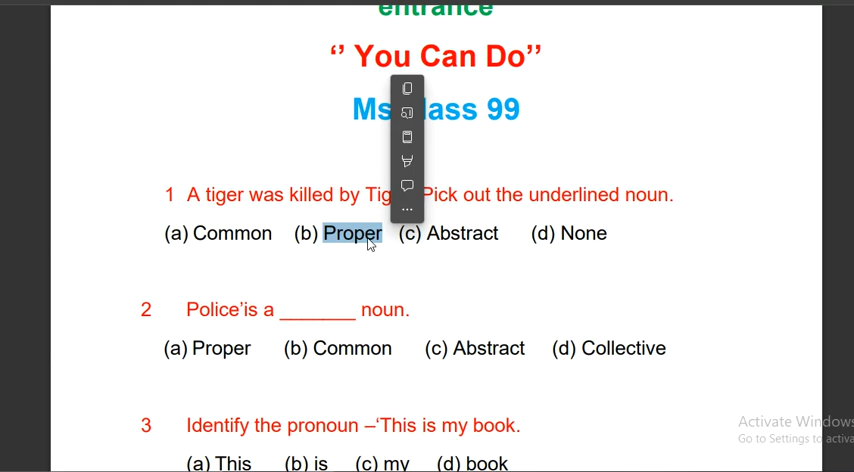 entrance
‘’ You Can Do’’
Ms lass 99
1 A tiger was killed by Tig Pick out the underlined noun.
(a) Common (b) Proper (c) Abstract (d) None
2 Police’is a _______ noun.
(a) Proper (b) Common (c) Abstract (d) Collective
3 Identify the pronoun –‘This is my book.
(a) This (b) is (c) my (d) book
Activate Windows
Go to Settings to activa